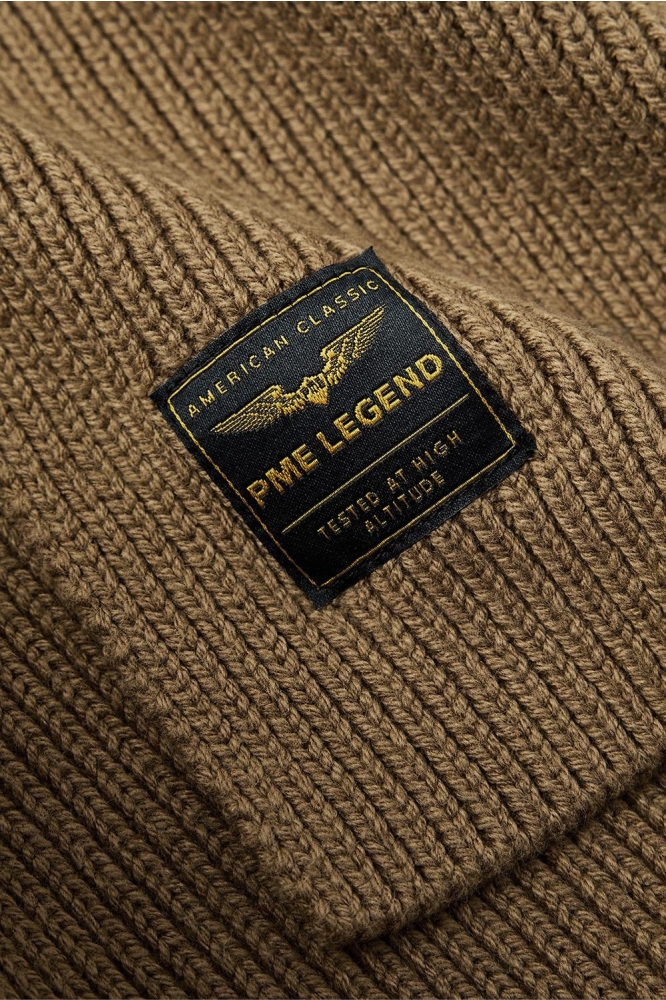 AMERICAN CLASSIC
PME LEGEND
TESTED AT HIGH
ALTITUDE